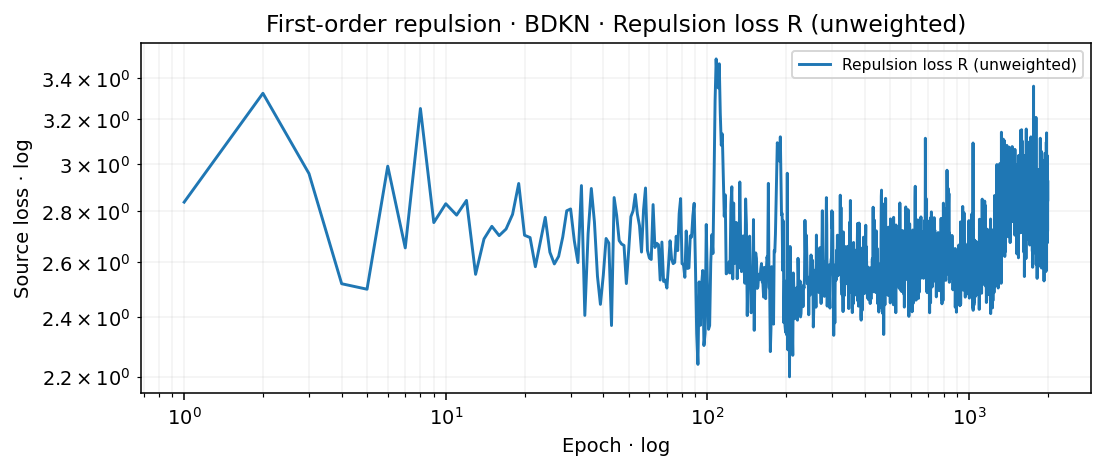 First-order repulsion · BDKN · Repulsion loss R (unweighted)
Source loss · log
3.4 × 10⁰
3.2 × 10⁰
3 × 10⁰
2.8 × 10⁰
2.6 × 10⁰
2.4 × 10⁰
2.2 × 10⁰
Repulsion loss R (unweighted)
10⁰ 10¹ 10² 10³
Epoch · log